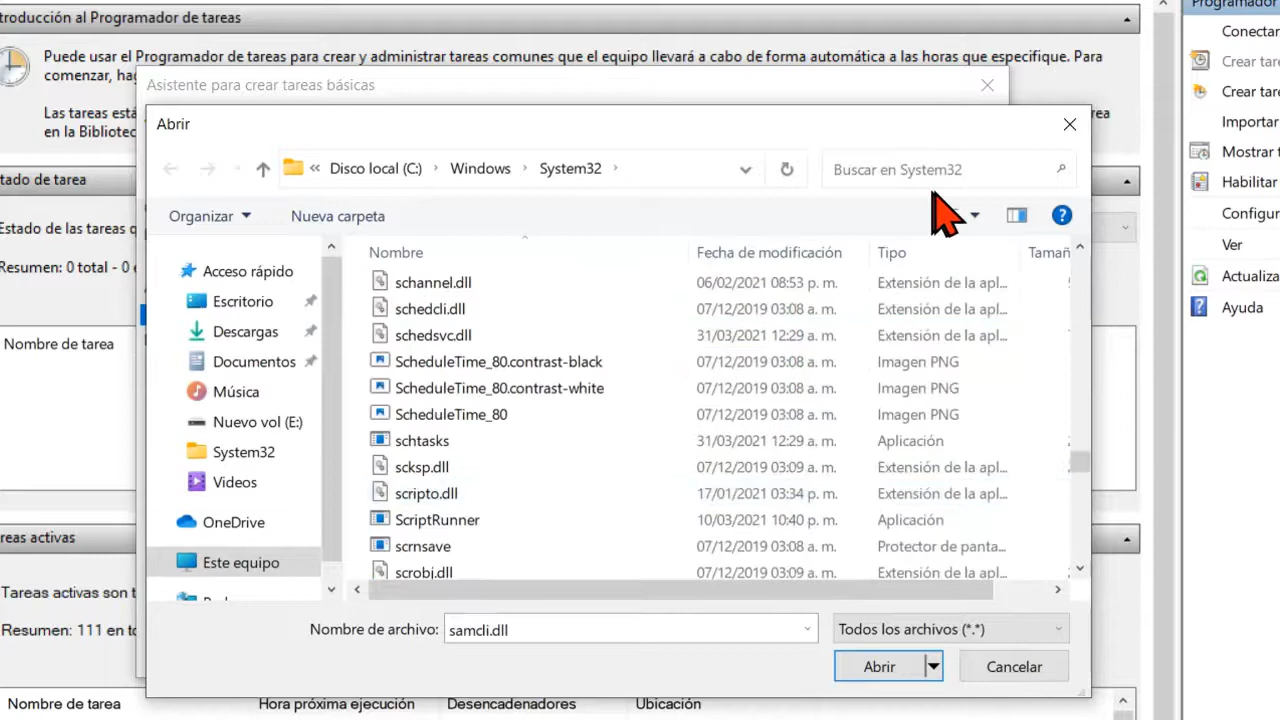 ntroducción al Programador de tareas
Puede usar el Programador de tareas para crear y administrar tareas comunes que el equipo llevará a cabo de forma automática a las horas que especifique. Para
comenzar, ha
Las tareas está
en la Bibliotec
area
Asistente para crear tareas básicas
Abrir
Disco local (C:) Windows System32
Buscar en System32
Organizar
Nueva carpeta
Acceso rápido
Escritorio
Descargas
Documentos
Música
Nuevo vol (E:)
System32
Videos
OneDrive
Este equipo
Nombre Fecha de modificación Tipo Tamañ
schannel.dll 06/02/2021 08:53 p. m. Extensión de la apl...
schedcli.dll 07/12/2019 03:08 a. m. Extensión de la apl...
schedsvc.dll 31/03/2021 12:29 a. m. Extensión de la apl...
ScheduleTime_80.contrast-black 07/12/2019 03:08 a. m. Imagen PNG
ScheduleTime_80.contrast-white 07/12/2019 03:08 a. m. Imagen PNG
ScheduleTime_80 07/12/2019 03:08 a. m. Imagen PNG
schtasks 31/03/2021 12:29 a. m. Aplicación
scksp.dll 07/12/2019 03:09 a. m. Extensión de la apl...
scripto.dll 17/01/2021 03:34 p. m. Extensión de la apl...
ScriptRunner 10/03/2021 10:40 p. m. Aplicación
scrnsave 07/12/2019 03:08 a. m. Protector de panta...
scrobj.dll 07/12/2019 03:09 a. m. Extensión de la apl...
Nombre de archivo: samcli.dll
Todos los archivos (*.*)
Abrir
Cancelar
tado de tarea
Estado de las tareas q
Resumen: 0 total - 0 e
Nombre de tarea
reas activas
Tareas activas son t
Resumen: 111 en to
Nombre de tarea Hora próxima ejecución Desencadenadores Ubicación
Programador
Conectar
Crear tare
Crear tare
Importar
Mostrar t
Habilitar
Configur
Ver
Actualiza
Ayuda